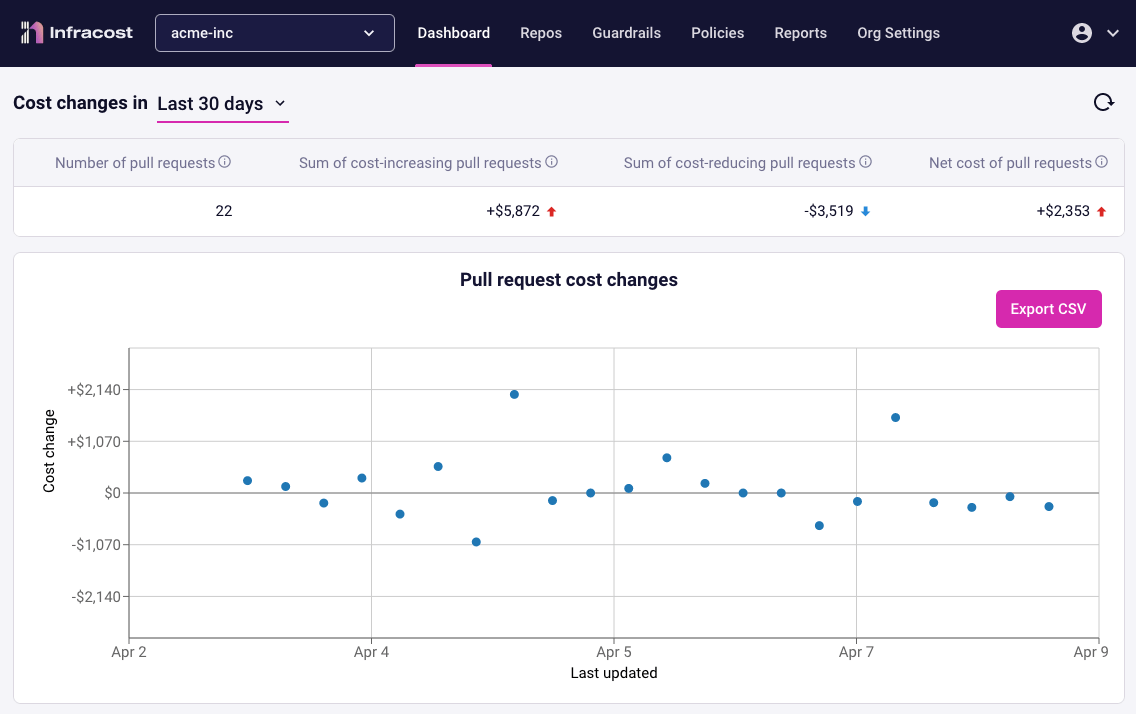 Infracost
acme-inc
Dashboard
Repos
Guardrails
Policies
Reports
Org Settings
Cost changes in Last 30 days
Number of pull requests
Sum of cost-increasing pull requests
Sum of cost-reducing pull requests
Net cost of pull requests
22
+$5,872
-$3,519
+$2,353
Pull request cost changes
Export CSV
Cost change
+$2,140
+$1,070
$0
-$1,070
-$2,140
Apr 2
Apr 4
Apr 5
Apr 7
Apr 9
Last updated